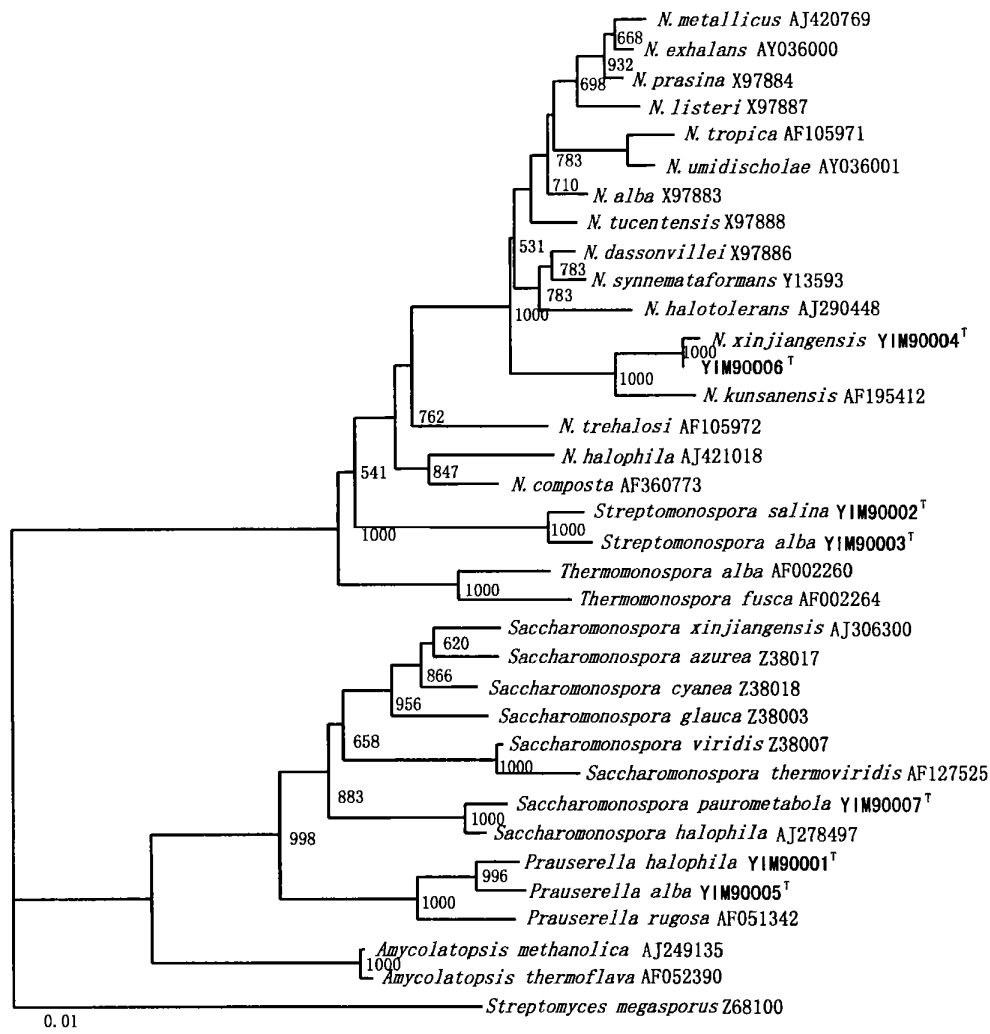 N. metallicus AJ420769
668
N. exhalans AY036000
932
N. prasina X97884
698
N. listeri X97887
N. tropica AF105971
783
N. umidischolae AY036001
710
N. alba X97883
N. tucentensis X97888
531
N. dassonvillei X97886
783
N. synnemataformans Y13593
783
N. halotolerans AJ290448
1000
N. xinjiangensis YIM90004T
1000
YIM90006T
1000
N. kunsanensis AF195412
762
N. trehalosi AF105972
N. halophila AJ421018
541
847
N. composta AF360773
Streptomonospora salina YIM90002T
1000
1000
Streptomonospora alba YIM90003T
Thermomonospora alba AF002260
1000
Thermomonospora fusca AF002264
Saccharomonospora xinjiangensis AJ306300
620
Saccharomonospora azurea Z38017
866
Saccharomonospora cyanea Z38018
956
Saccharomonospora glauca Z38003
658
Saccharomonospora viridis Z38007
1000
Saccharomonospora thermoviridis AF127525
883
Saccharomonospora paurometabola YIM90007T
1000
Saccharomonospora halophila AJ278497
998
Prauserella halophila YIM90001T
996
Prauserella alba YIM90005T
1000
Prauserella rugosa AF051342
Amycolatopsis methanolica AJ249135
1000
Amycolatopsis thermoflava AF052390
Streptomyces megasporus Z68100
0.01